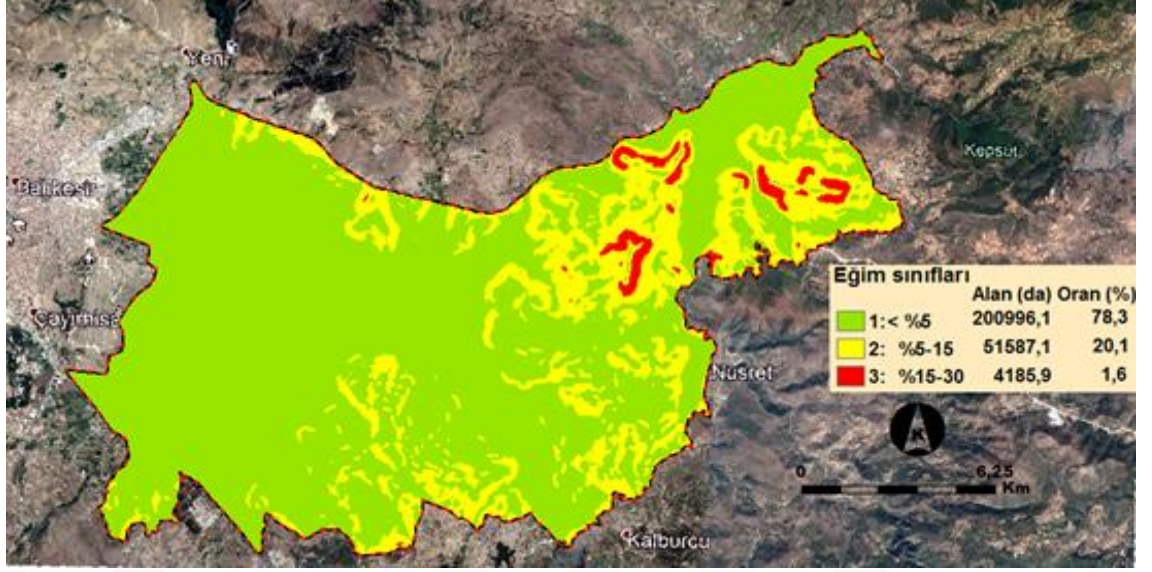 Yeni
Kepsut
Balıkesir
Eğim sınıfları
Alan (da) Oran (%)
1:< %5 200996,1 78,3
2: %5-15 51587,1 20,1
3: %15-30 4185,9 1,6
Çayırhisa
Nusret
K
0 6,25
Km
Kalburcu